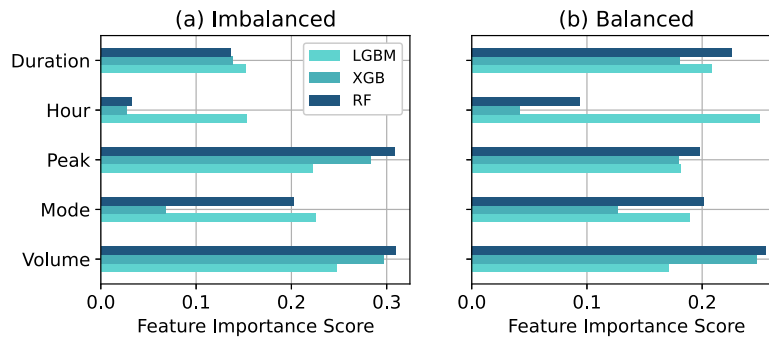 (a) Imbalanced
(b) Balanced
Duration
Hour
Peak
Mode
Volume
LGBM
XGB
RF
0.0 0.1 0.2 0.3
0.0 0.1 0.2
Feature Importance Score
Feature Importance Score